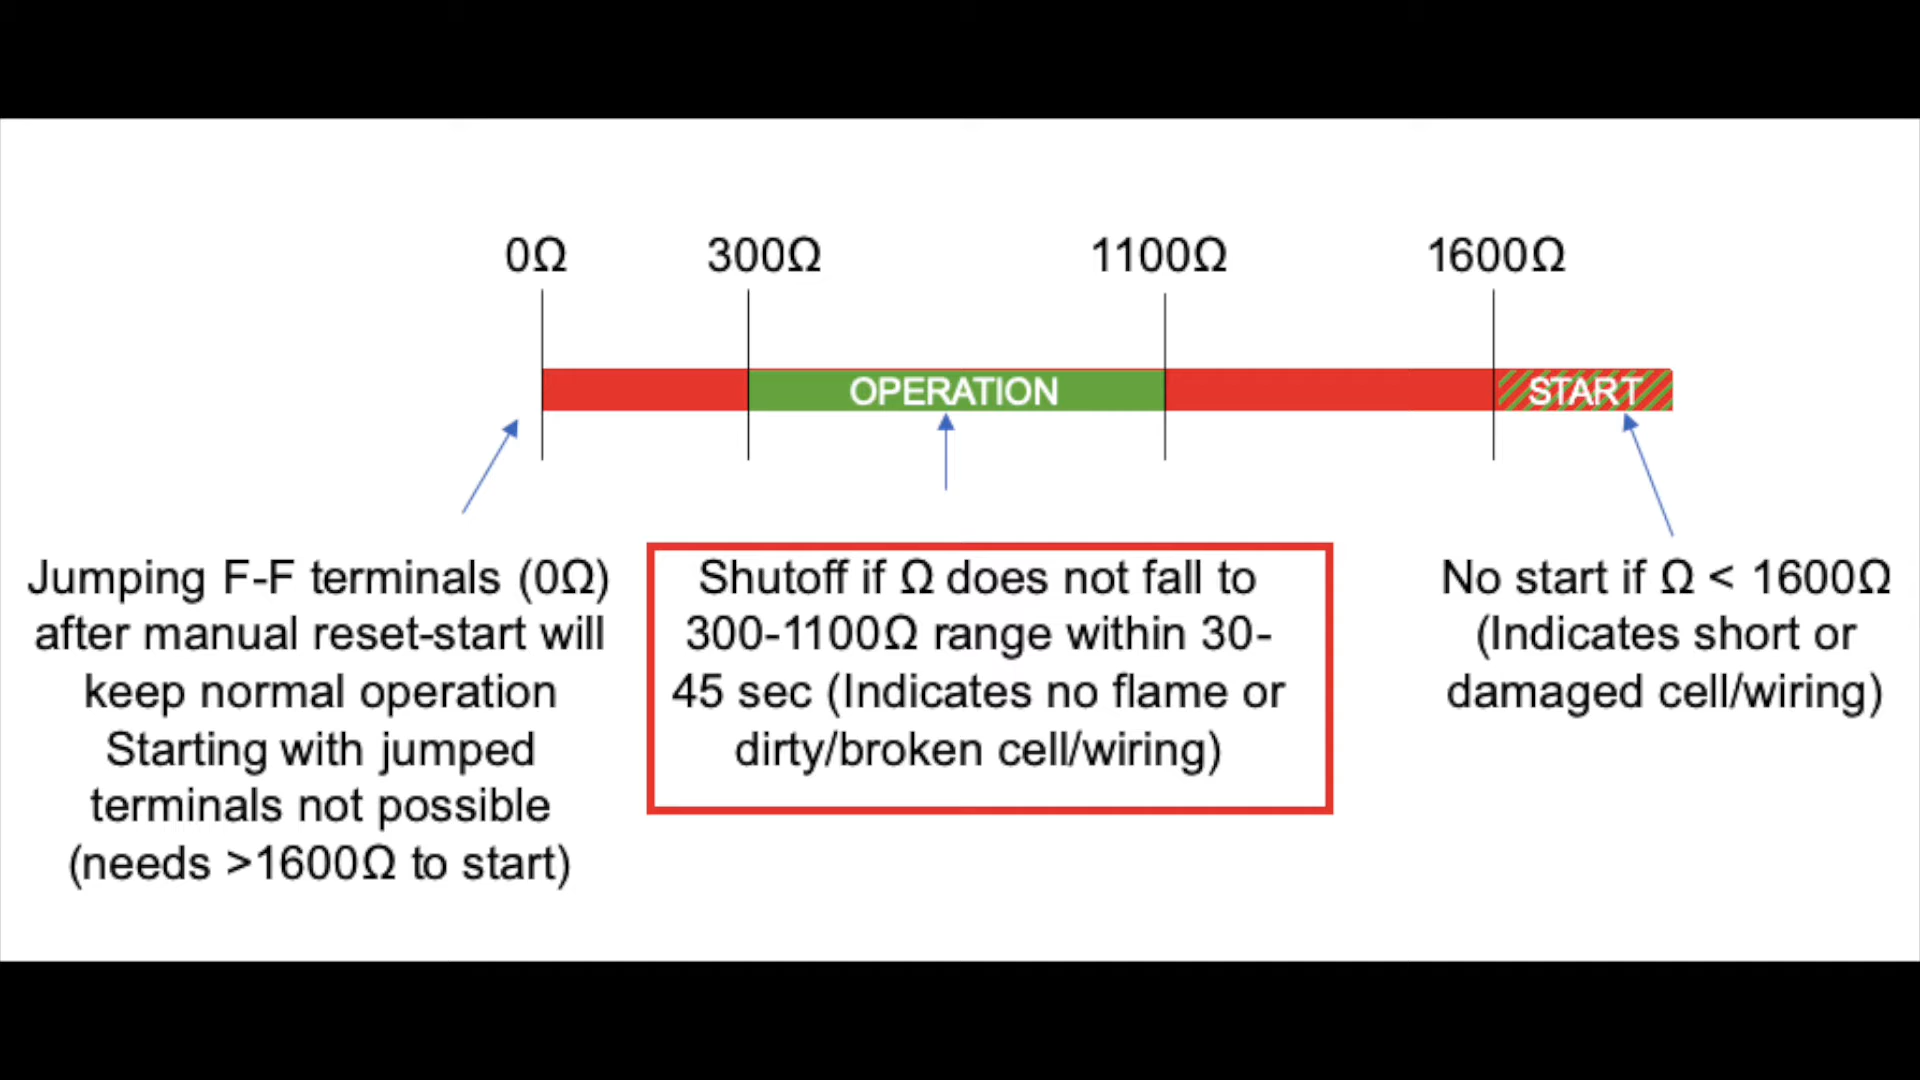 0Ω 300Ω 1100Ω 1600Ω
OPERATION START
Jumping F-F terminals (0Ω)
after manual reset-start will
keep normal operation
Starting with jumped
terminals not possible
(needs >1600Ω to start)
Shutoff if Ω does not fall to
300-1100Ω range within 30-
45 sec (Indicates no flame or
dirty/broken cell/wiring)
No start if Ω < 1600Ω
(Indicates short or
damaged cell/wiring)